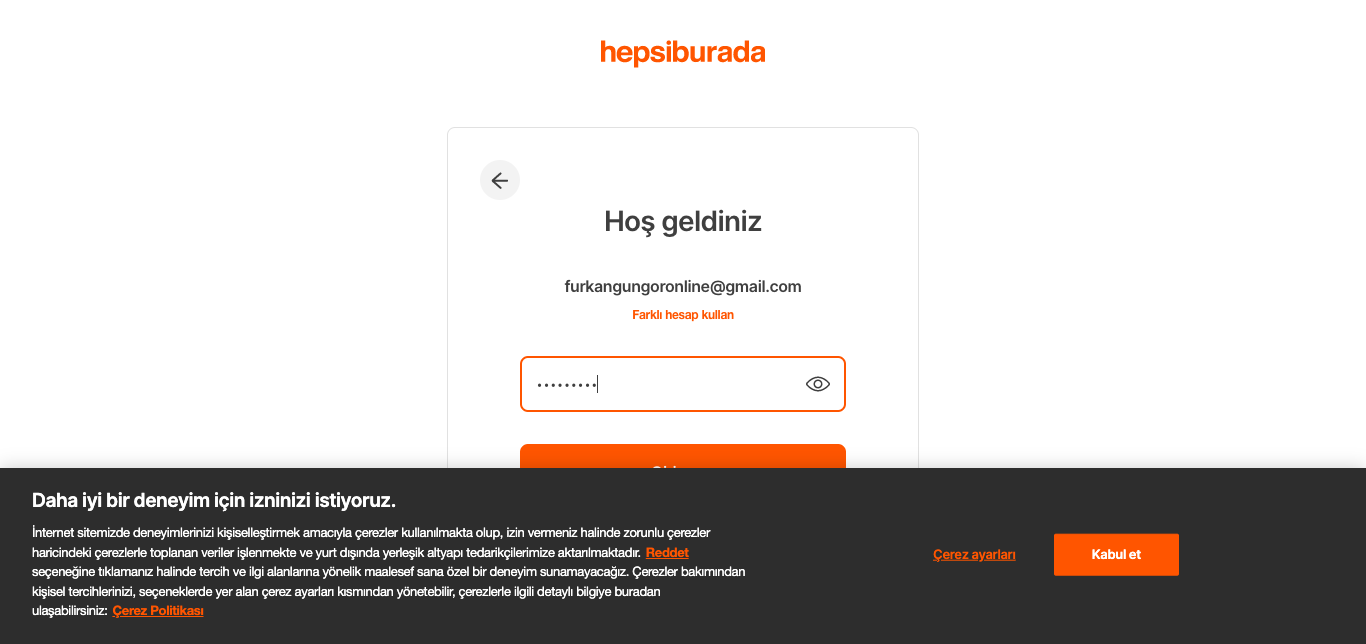 hepsiburada
Hoş geldiniz
furkangungoronline@gmail.com
Farklı hesap kullan
•••••••••
Daha iyi bir deneyim için izninizi istiyoruz.
İnternet sitemizde deneyimlerinizi kişiselleştirmek amacıyla çerezler kullanılmakta olup, izin vermeniz halinde zorunlu çerezler
haricindeki çerezlerle toplanan veriler işlenmekte ve yurt dışında yerleşik altyapı tedarikçilerimize aktarılmaktadır. Reddet
seçeneğine tıklamanız halinde tercih ve ilgi alanlarına yönelik maalesef sana özel bir deneyim sunamayacağız. Çerezler bakımından
kişisel tercihlerinizi, seçeneklerde yer alan çerez ayarları kısmından yönetebilir, çerezlerle ilgili detaylı bilgiye buradan
ulaşabilirsiniz: Çerez Politikası
Çerez ayarları
Kabul et